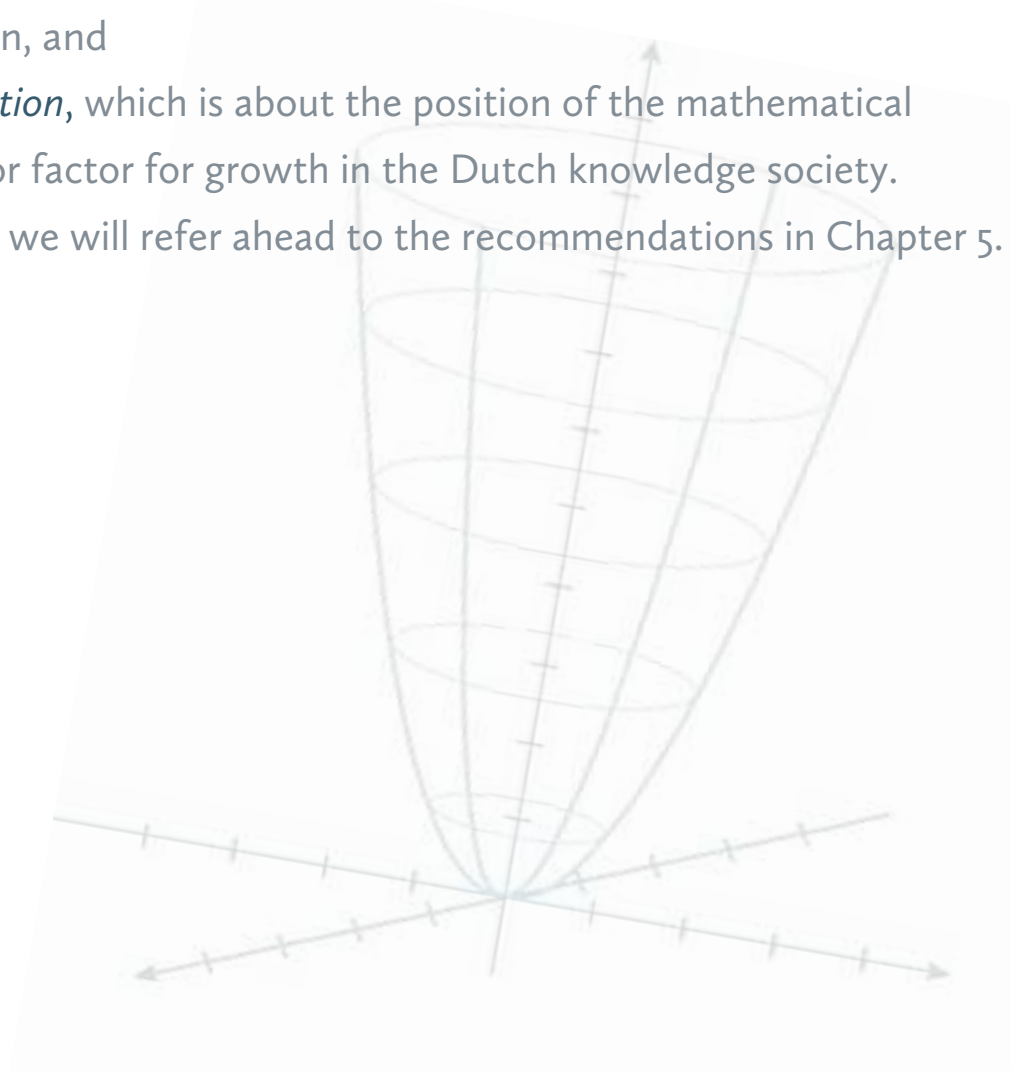 n, and
tion, which is about the position of the mathematical
or factor for growth in the Dutch knowledge society.
we will refer ahead to the recommendations in Chapter 5.